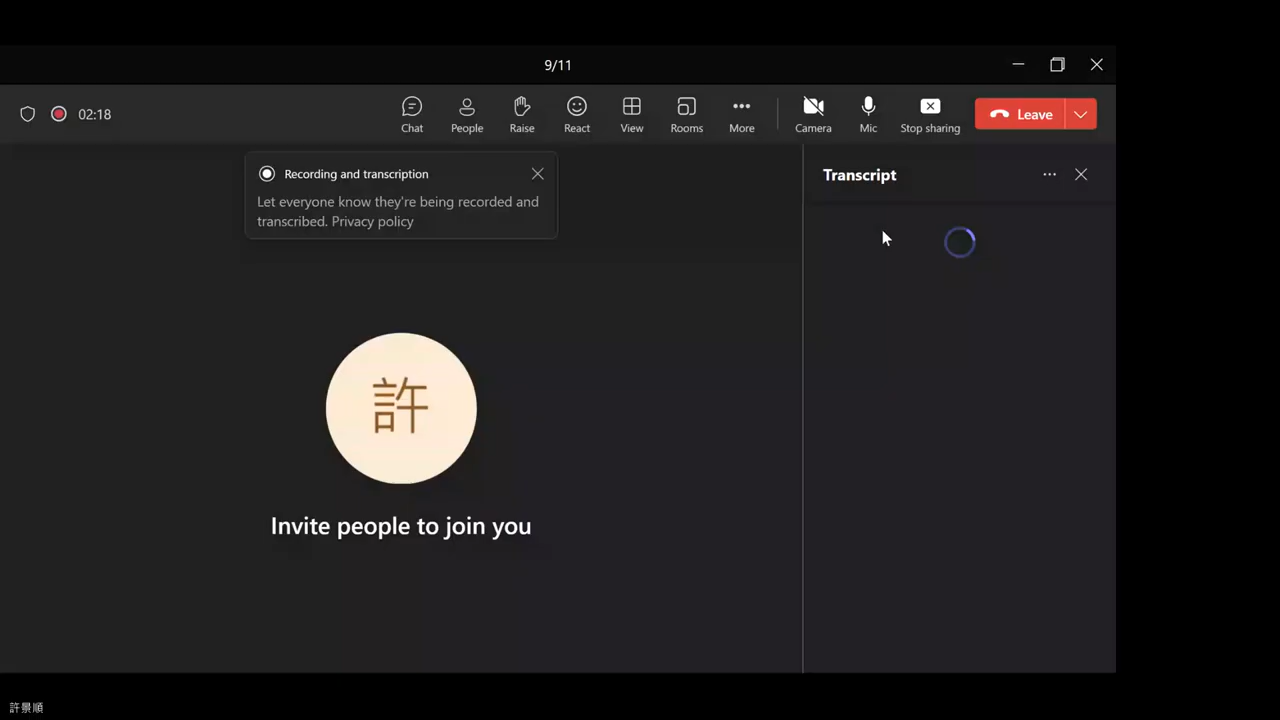 9/11
02:18
Chat
People
Raise
React
View
Rooms
More
Camera
Mic
Stop sharing
Leave
Recording and transcription
Let everyone know they're being recorded and
transcribed. Privacy policy
Transcript
許
Invite people to join you
許景順